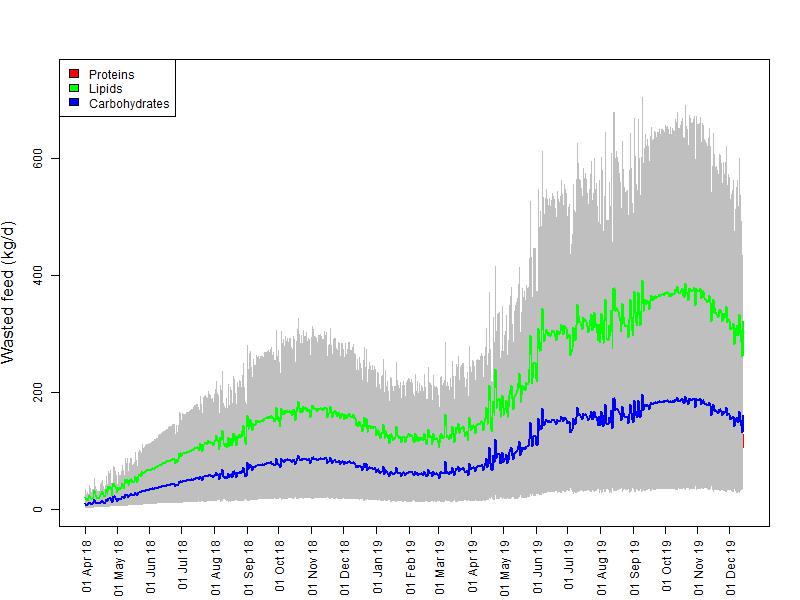 Proteins
Lipids
Carbohydrates
Wasted feed (kg/d)
600
400
200
0
01 Apr 18
01 May 18
01 Jun 18
01 Jul 18
01 Aug 18
01 Sep 18
01 Oct 18
01 Nov 18
01 Dec 18
01 Jan 19
01 Feb 19
01 Mar 19
01 Apr 19
01 May 19
01 Jun 19
01 Jul 19
01 Aug 19
01 Sep 19
01 Oct 19
01 Nov 19
01 Dec 19